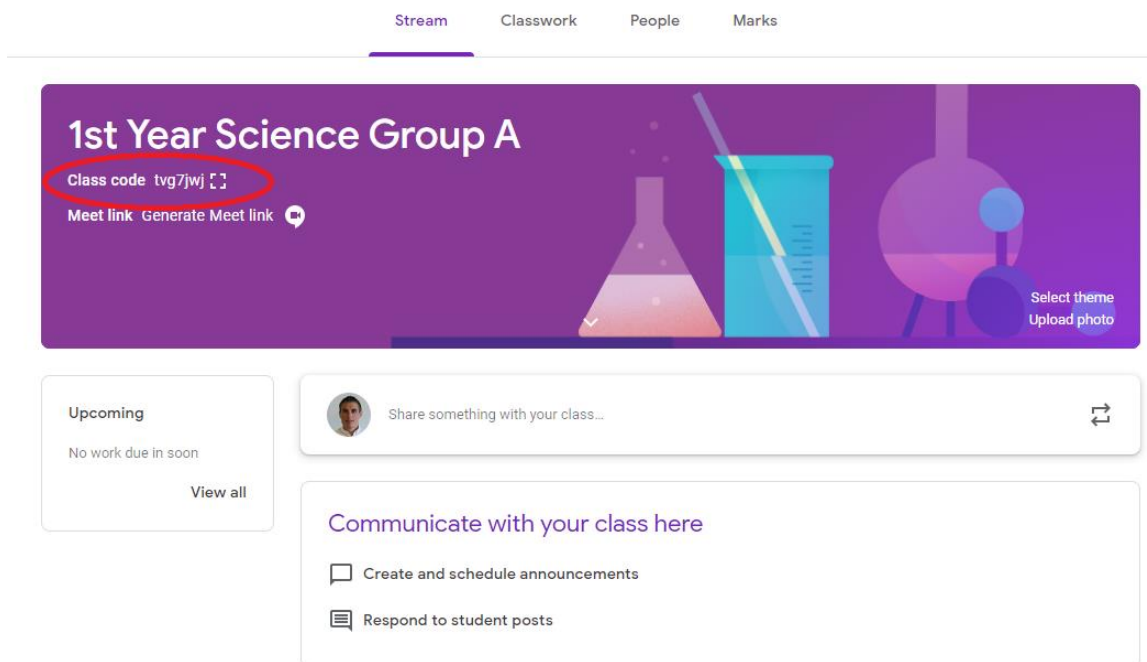 Stream Classwork People Marks
1st Year Science Group A
Class code tvg7jwj
Meet link Generate Meet link
Select theme
Upload photo
Upcoming
No work due in soon
View all
Share something with your class...
Communicate with your class here
Create and schedule announcements
Respond to student posts